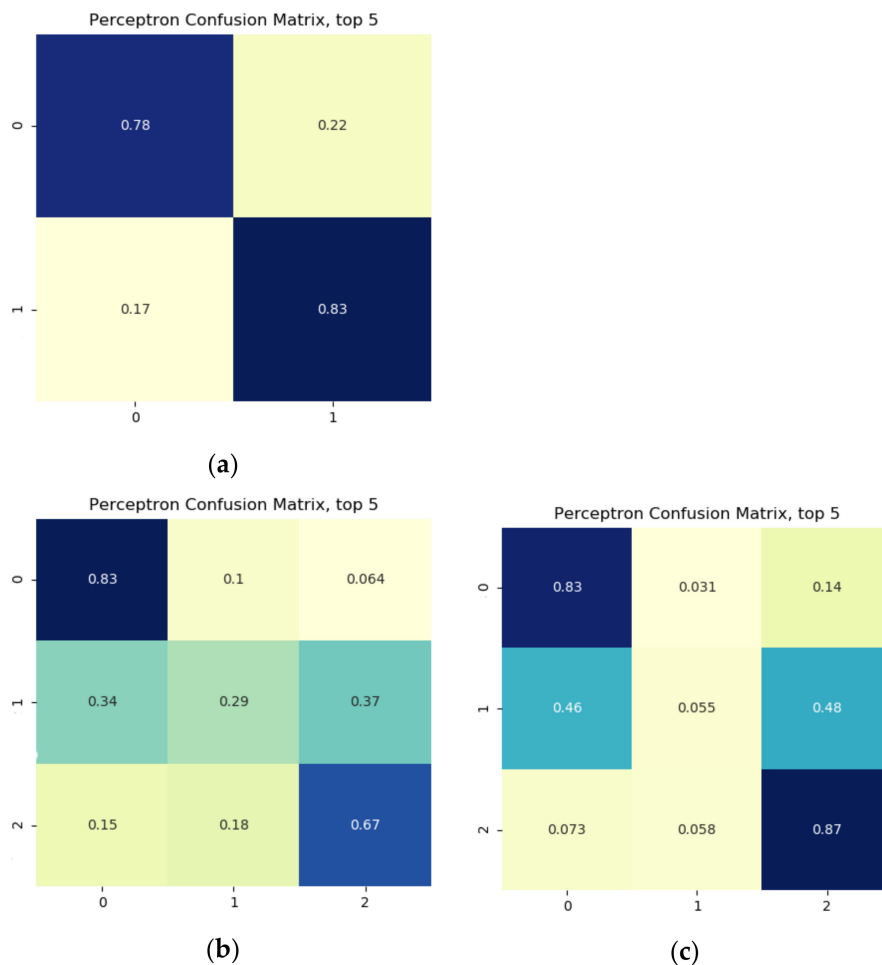 Perceptron Confusion Matrix, top 5
0 0.78 0.22
1 0.17 0.83
0 1
(a)
Perceptron Confusion Matrix, top 5
0 0.83 0.1 0.064
1 0.34 0.29 0.37
2 0.15 0.18 0.67
0 1 2
(b)
Perceptron Confusion Matrix, top 5
0 0.83 0.031 0.14
1 0.46 0.055 0.48
2 0.073 0.058 0.87
0 1 2
(c)